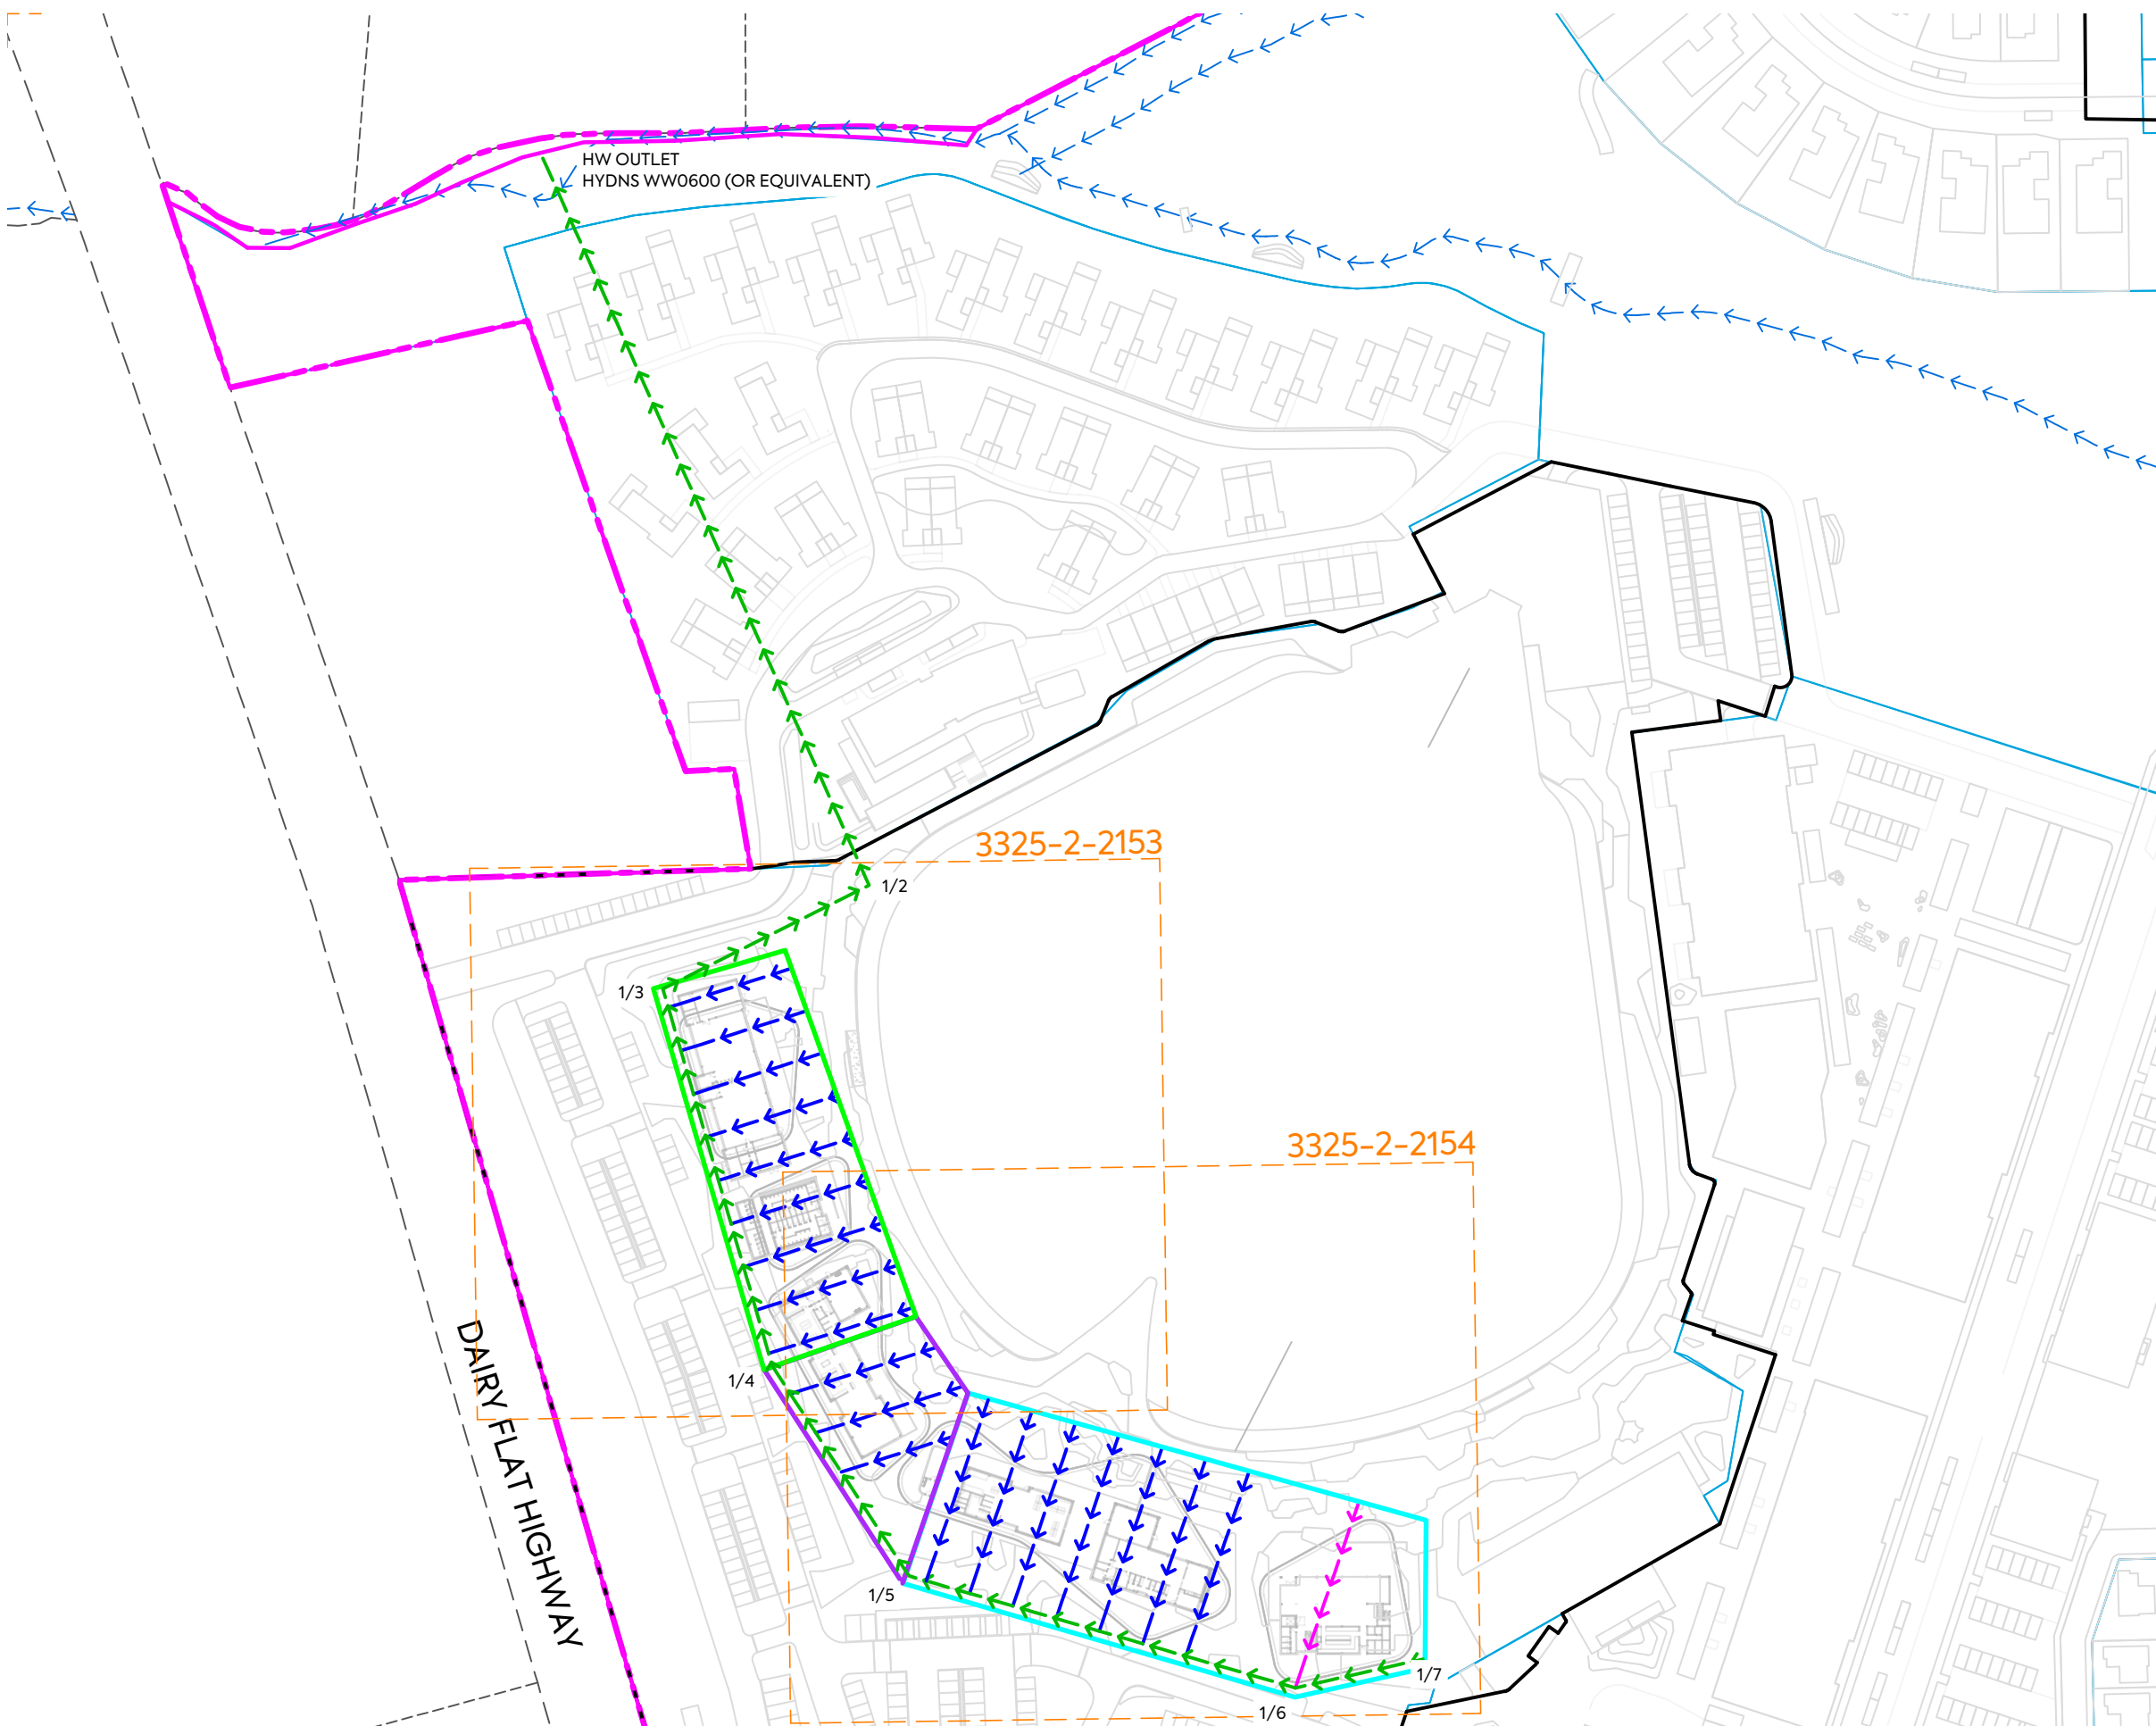 HW OUTLET
HYDNS WW0600 (OR EQUIVALENT)
3325-2-2153
1/2
1/3
3325-2-2154
1/4
DAIRY FLAT HIGHWAY
1/5
1/7
1/6